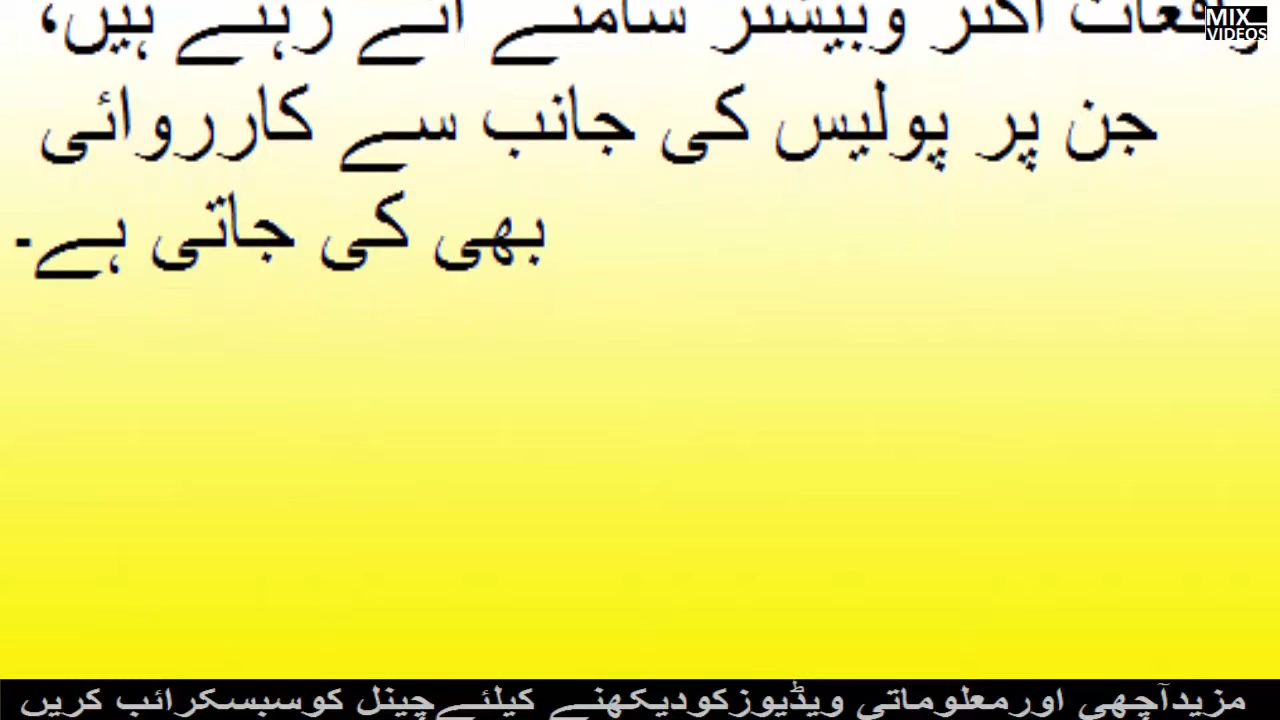 واقعات اکثر وبیشتر سامنے آتے رہتے ہیں،
جن پر پولیس کی جانب سے کارروائی
بھی کی جاتی ہے۔
MIX
VIDEOS
مزیدآچھی اورمعلوماتی ویڈیوزکودیکھنے کیلئےچینل کوسبسکرائب کریں